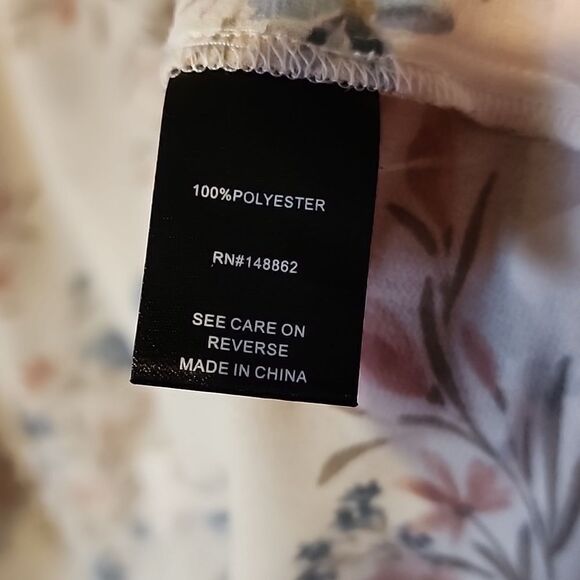 100%POLYESTER
RN#148862
SEE CARE ON
REVERSE
MADE IN CHINA